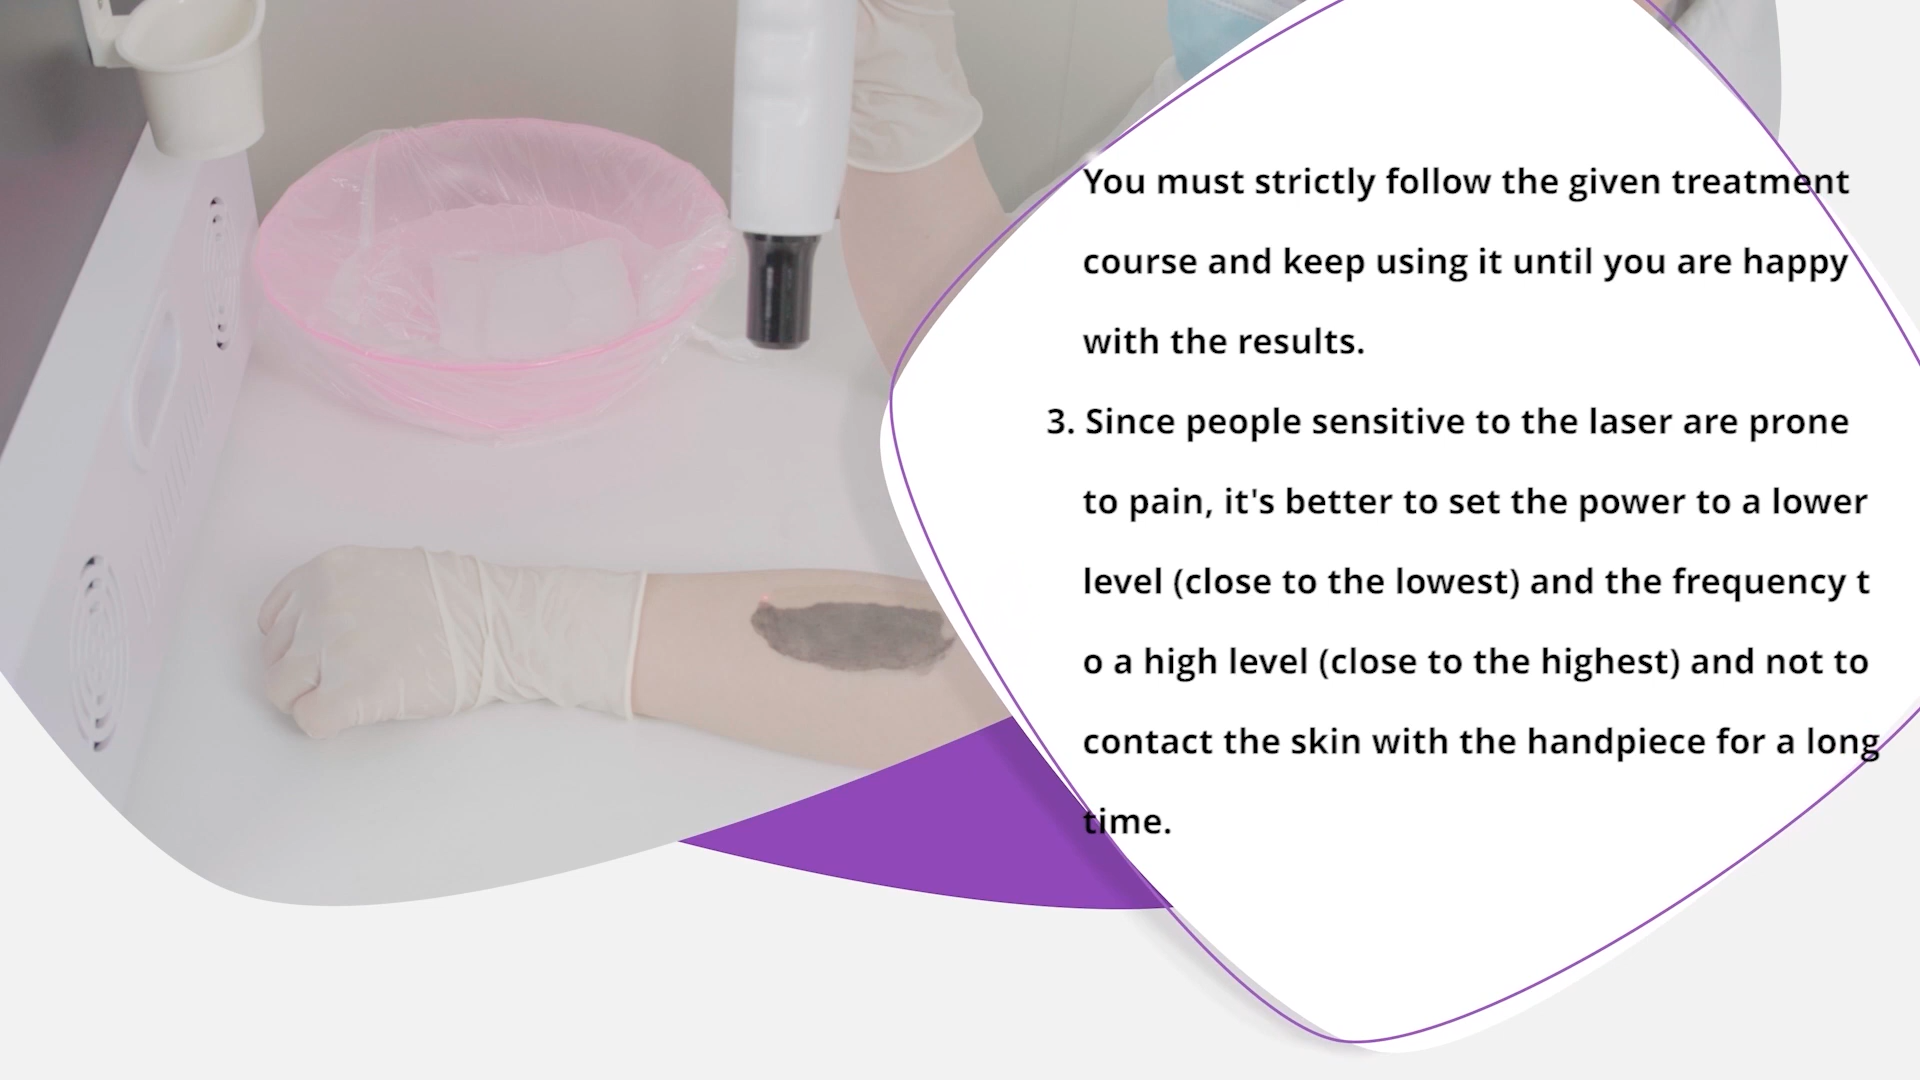 You must strictly follow the given treatment
course and keep using it until you are happy
with the results.
3. Since people sensitive to the laser are prone
to pain, it's better to set the power to a lower
level (close to the lowest) and the frequency t
o a high level (close to the highest) and not to
contact the skin with the handpiece for a long
time.